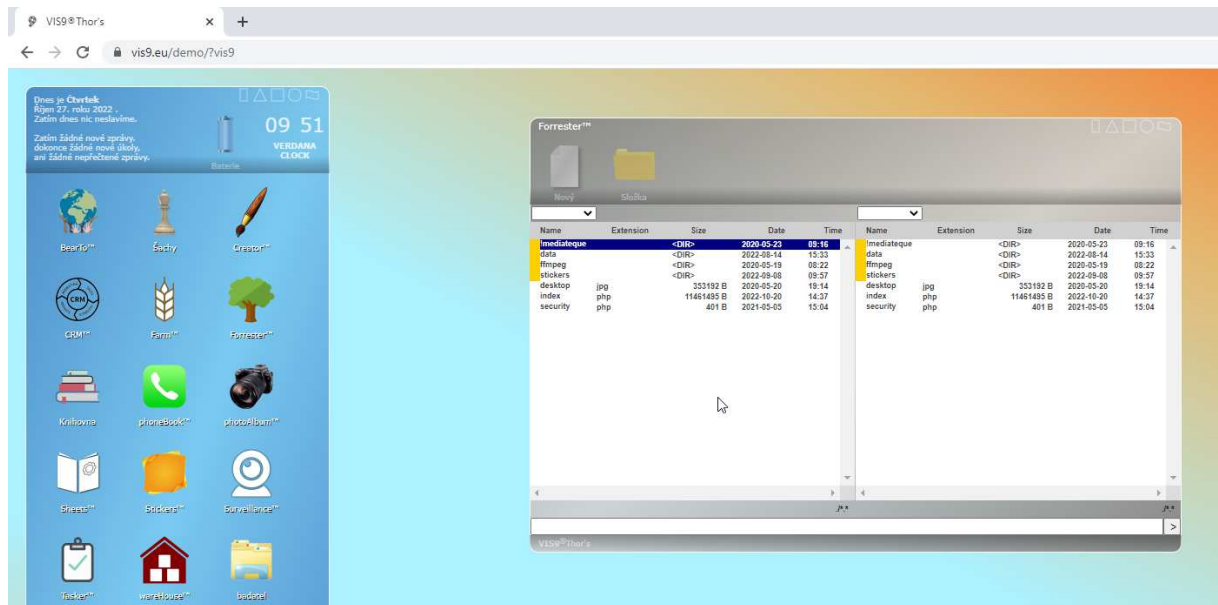 VIS9®Thor's
vis9.eu/demo/?vis9
Dnes je Čtvrtek
Říjen 27. roku 2022 .
Zatím dnes nic neslavíme.
Zatím žádné nové zprávy.
dokonce žádné nové úkoly,
ani žádné nepřečtené zprávy.
Baterie
09 51
VERDANA
CLOCK
BearTo™ Šachy Creator™
CRM
CRM™ Farm™ Forrester™
Knihovna phoneBook™ photoAlbum™
Sheets™ Stickers™ Surveillance™
Tasker™ wareHouse™ badatel
Forrester™
Nový Složka
Name Extension Size Date Time Name Extension Size Date Time
!mediateque <DIR> 2020-05-23 09:16 !mediateque <DIR> 2020-05-23 09:16
data <DIR> 2022-08-14 15:33 data <DIR> 2022-08-14 15:33
ffmpeg <DIR> 2020-05-19 08:22 ffmpeg <DIR> 2020-05-19 08:22
stickers <DIR> 2022-09-08 09:57 stickers <DIR> 2022-09-08 09:57
desktop jpg 353192 B 2020-05-20 19:14 desktop jpg 353192 B 2020-05-20 19:14
index php 11461495 B 2022-10-20 14:37 index php 11461495 B 2022-10-20 14:37
security php 401 B 2021-05-05 15:04 security php 401 B 2021-05-05 15:04
./*.* ./*.*
>
VIS9®Thor's